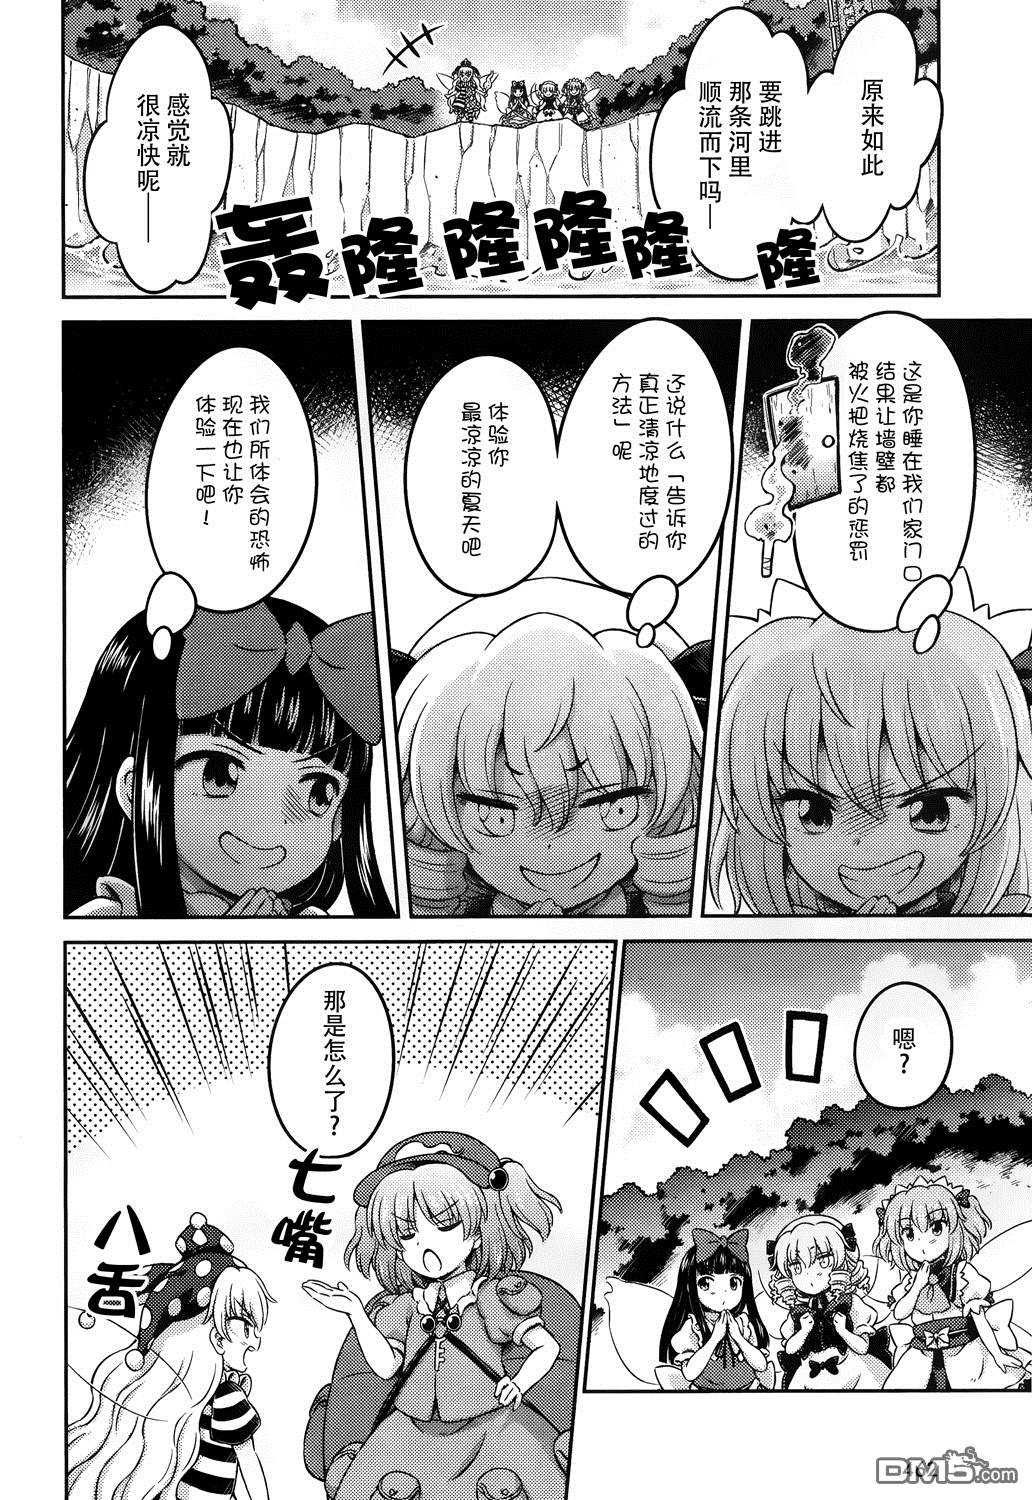 原来如此
要跳进
那条河里
顺流而下吗—
感觉就
很凉快呢—
轰隆隆隆隆隆
这是你睡在我们家门口
结果让墙壁都
被火把烧焦了的惩罚
还说什么「告诉你
真正清凉地度过的
方法」呢
体验你
最凉凉的夏天吧
我们所体会的恐怖
现在也让你
体验一下吧！
嗯？
那是怎么了？
七嘴
八舌
462
DM5.com